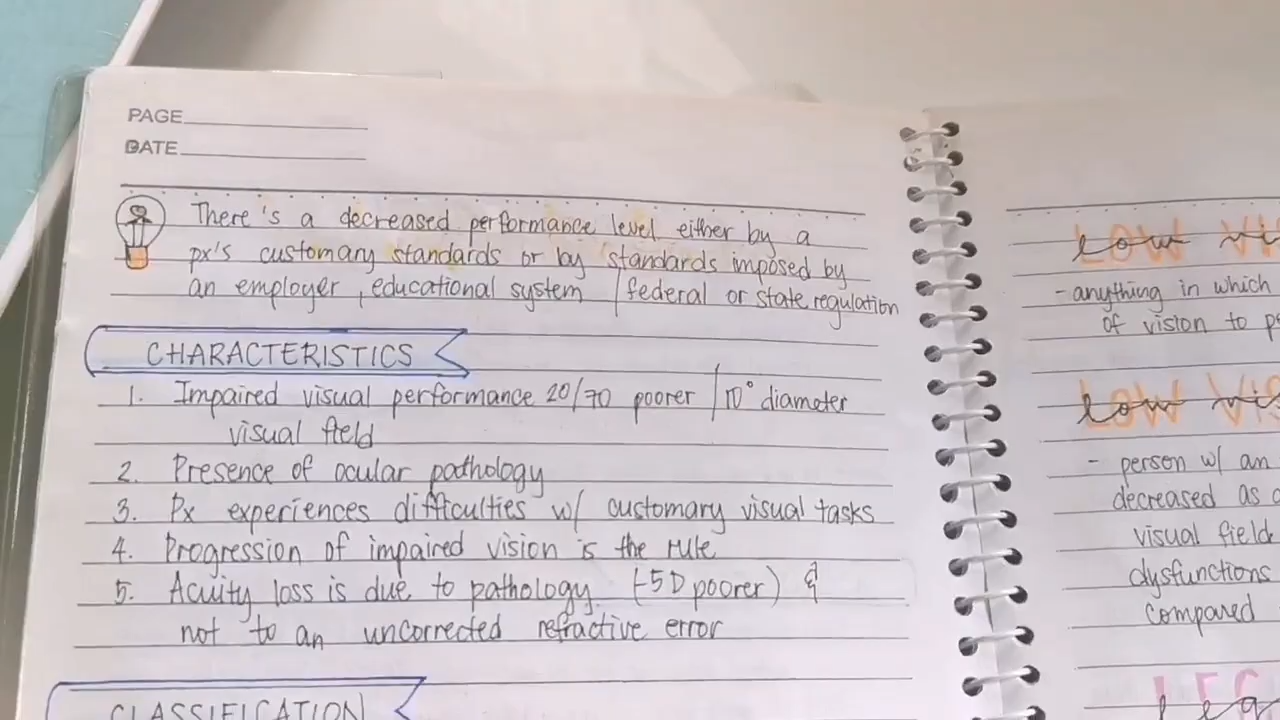 PAGE
DATE
There's a decreased performance level either by a
px's customary standards or by standards imposed by
an employer, educational system / federal or state regulation
CHARACTERISTICS
1. Impaired visual performance 20/70 poorer / 10° diameter
visual field
2. Presence of ocular pathology
3. Px experiences difficulties w/ customary visual tasks
4. Progression of impaired vision is the rule
5. Acuity loss is due to pathology (-5D poorer) &
not to an uncorrected refractive error
CLASSIFICATION
LOW
low
- anything in which
of vision to
LOW
low
- person w/ an
decreased as
visual field
dysfunctions
compared